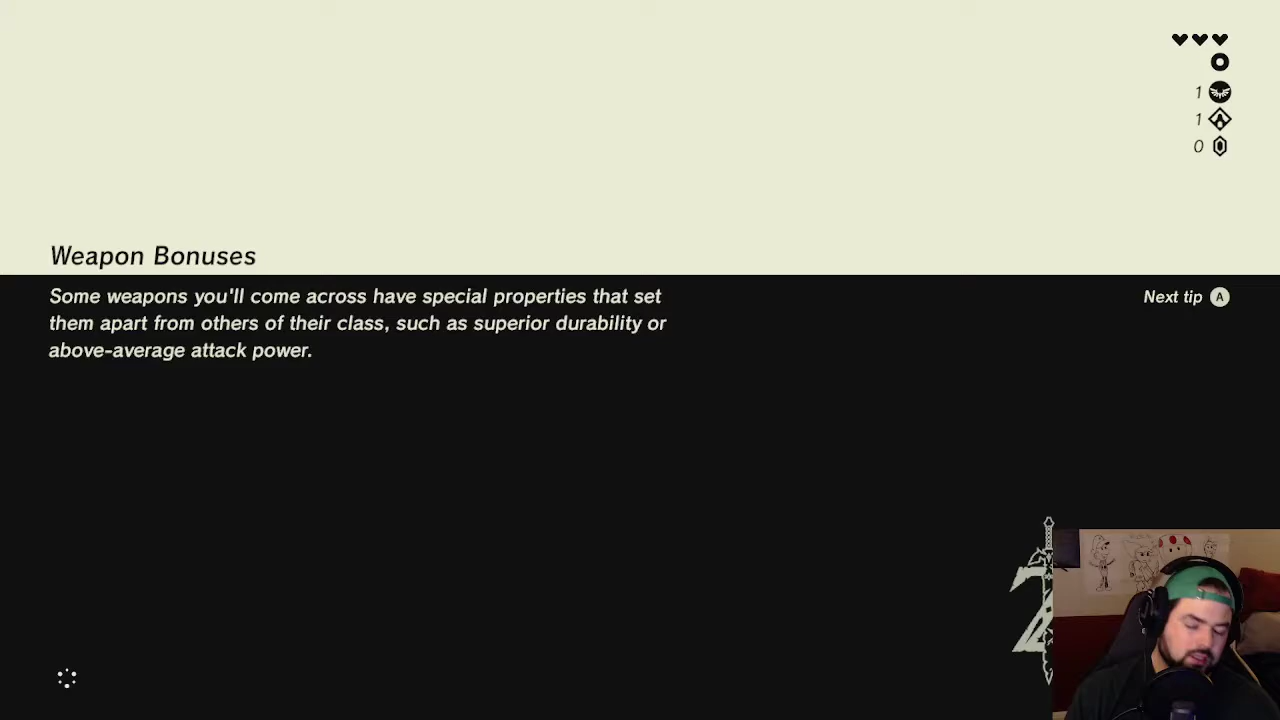 1
1
0
Weapon Bonuses
Some weapons you'll come across have special properties that set
them apart from others of their class, such as superior durability or
above-average attack power.
Next tip A
Z